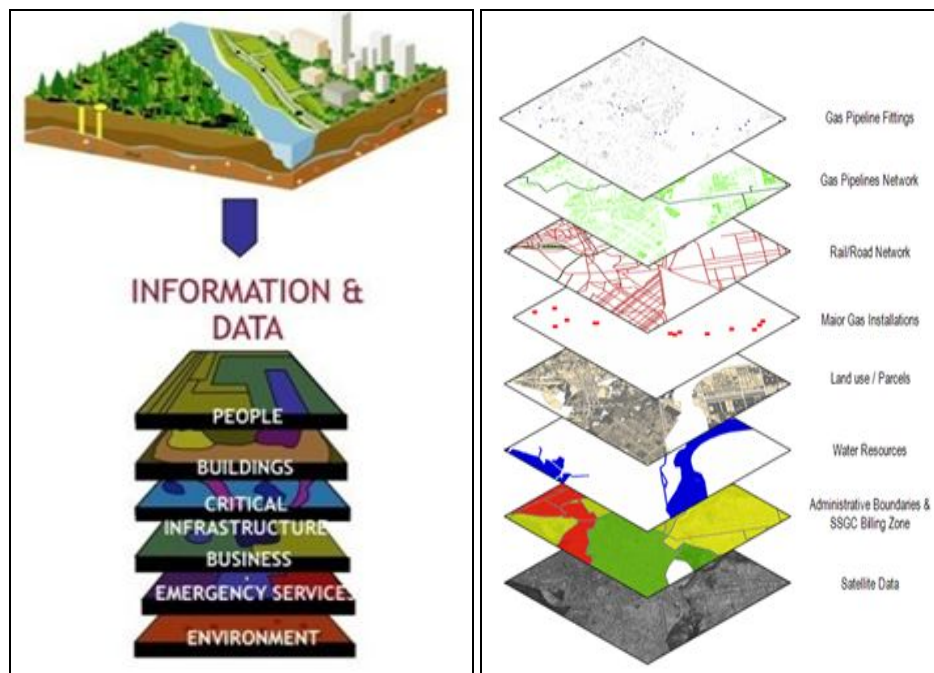 INFORMATION &
DATA
PEOPLE
BUILDINGS
CRITICAL
INFRASTRUCTURE
BUSINESS
EMERGENCY SERVICES
ENVIRONMENT
Gas Pipeline Fittings
Gas Pipelines Network
Rail/Road Network
Major Gas Installations
Land use / Parcels
Water Resources
Administrative Boundaries &
SSGC Billing Zone
Satellite Data